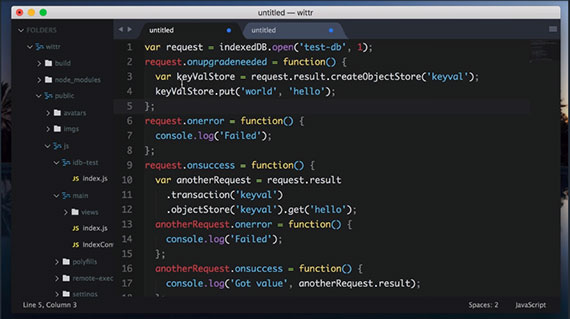 untitled — wittr
FOLDERS
wittr
build
node_modules
public
avatars
imgs
js
idb-test
index.js
main
views
index.js
IndexCom
polyfills
remote-exec
settings
untitled
untitled
1 var request = indexedDB.open('test-db', 1);
2 request.onupgradeneeded = function() {
3 var keyValStore = request.result.createObjectStore('keyval');
4 keyValStore.put('world', 'hello');
5 };
6 request.onerror = function() {
7 console.log('Failed');
8 };
9 request.onsuccess = function() {
10 var anotherRequest = request.result
11 .transaction('keyval')
12 .objectStore('keyval').get('hello');
13 anotherRequest.onerror = function() {
14 console.log('Failed');
15 };
16 anotherRequest.onsuccess = function() {
17 console.log('Got value', anotherRequest.result);
Line 5, Column 3
Spaces: 2
JavaScript